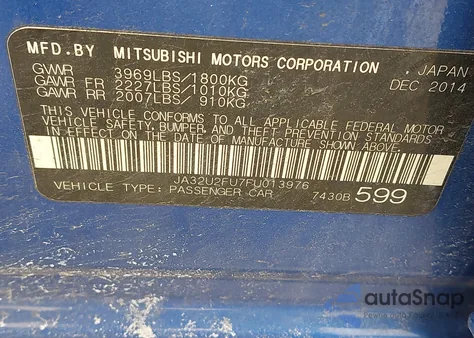 MFD.BY MITSUBISHI MOTORS CORPORATION , JAPAN
GVWR 3969LBS/1800KG DEC 2014
GAWR FR 2227LBS/1010KG
GAWR RR 2007LBS/ 910KG
THIS VEHICLE CONFORMS TO ALL APPLICABLE FEDERAL MOTOR
VEHICLE SAFETY, BUMPER, AND THEFT PREVENTION STANDARDS
IN EFFECT ON THE DATE OF MANUFACTURE SHOWN ABOVE.
JA32U2FU7FU013976
VEHICLE TYPE: PASSENGER CAR 7430B 599
autoSnap